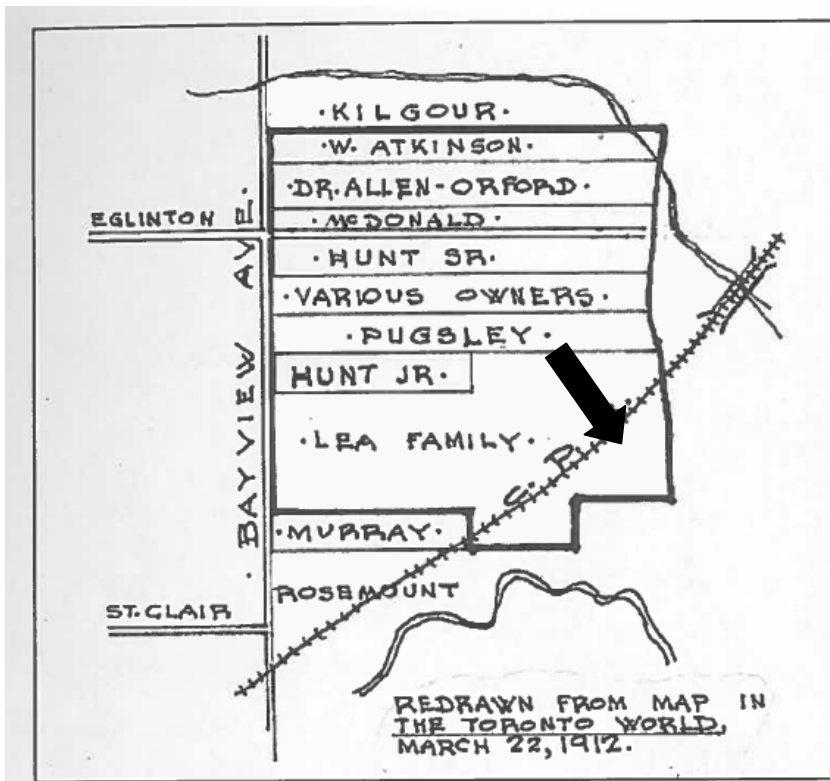 ·KILGOUR·
·W. ATKINSON·
·DR. ALLEN-ORFORD·
EGLINTON
·McDONALD·
·HUNT SR.
·VARIOUS OWNERS·
·PUGSLEY·
HUNT JR.
·LEA FAMILY·
C. P.
·BAYVIEW AVE.
·MURRAY·
ROSEMOUNT
ST. CLAIR
REDRAWN FROM MAP IN
THE TORONTO WORLD,
MARCH 22, 1912.